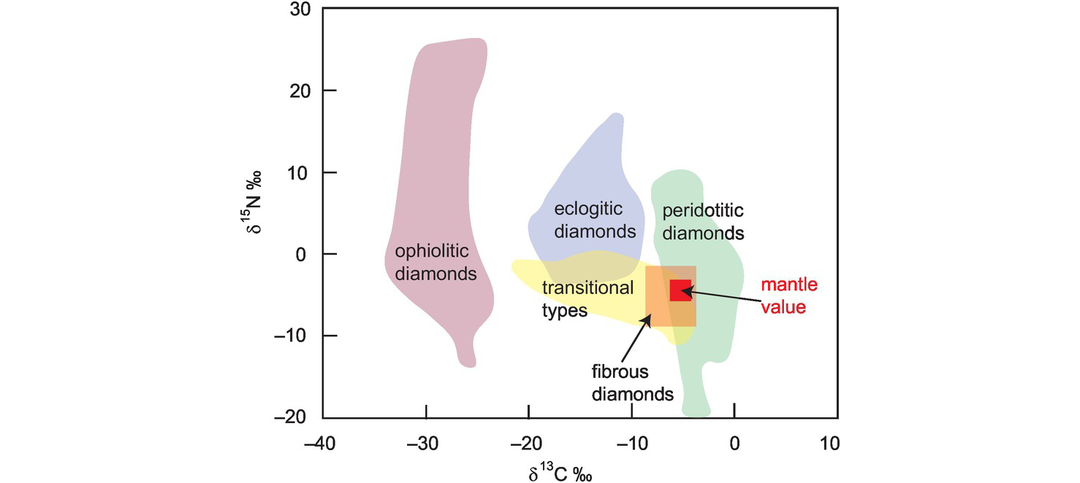 30
20
10
0
–10
–20
δ15N ‰
ophiolitic
diamonds
eclogitic
diamonds
peridotitic
diamonds
transitional
types
mantle
value
fibrous
diamonds
–40
–30
–20
–10
0
10
δ13C ‰